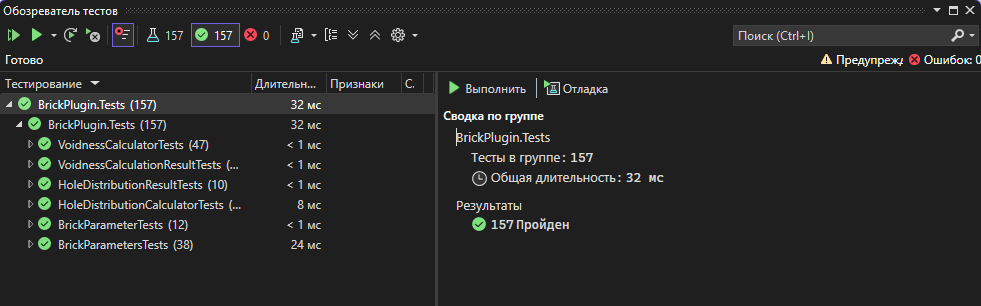 Обозреватель тестов
157 157 0 Поиск (Ctrl+I)
Готово Предупрежд Ошибок: 0
Тестирование Длительн... Признаки С.
BrickPlugin.Tests (157) 32 мс
BrickPlugin.Tests (157) 32 мс
VoidnessCalculatorTests (47) < 1 мс
VoidnessCalculationResultTests (... < 1 мс
HoleDistributionResultTests (10) < 1 мс
HoleDistributionCalculatorTests (... 8 мс
BrickParameterTests (12) < 1 мс
BrickParametersTests (38) 24 мс
Выполнить Отладка
Сводка по группе
BrickPlugin.Tests
Тесты в группе: 157
Общая длительность: 32 мс
Результаты
157 Пройден